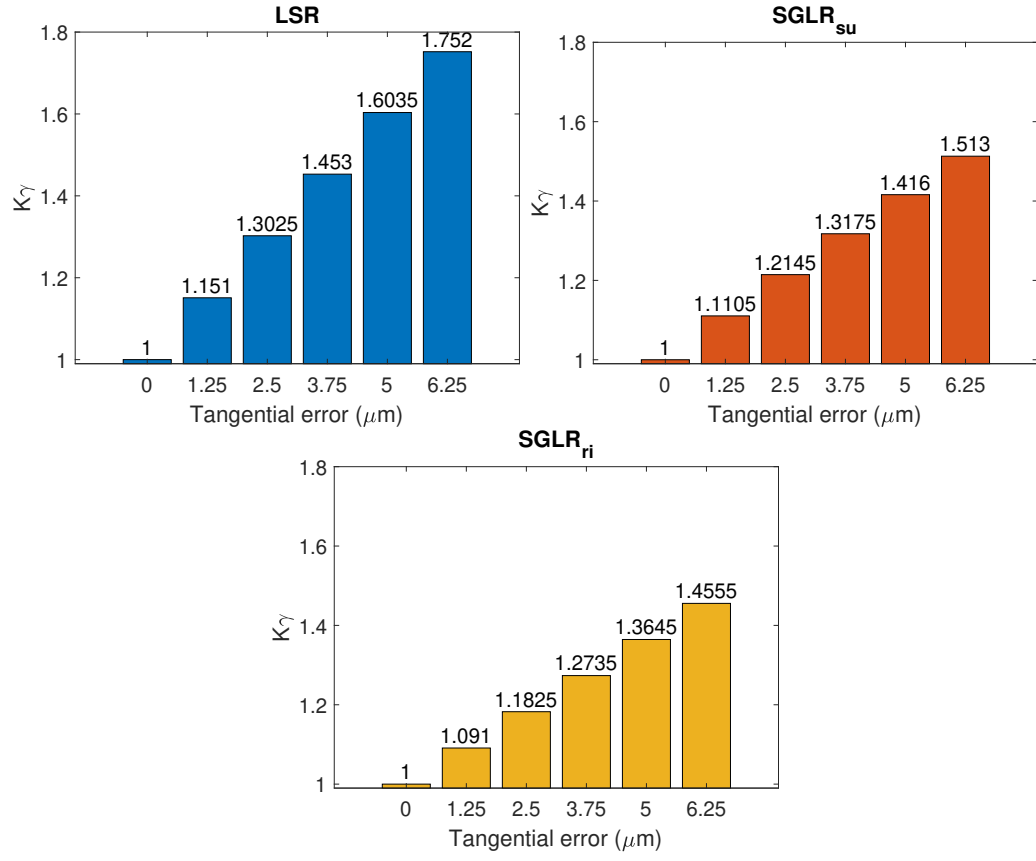 LSR
1.8
1.6
1.4
1.2
1
Kγ
1
1.151
1.3025
1.453
1.6035
1.752
0 1.25 2.5 3.75 5 6.25
Tangential error (μm)
SGLRsu
1.8
1.6
1.4
1.2
1
Kγ
1
1.1105
1.2145
1.3175
1.416
1.513
0 1.25 2.5 3.75 5 6.25
Tangential error (μm)
SGLRri
1.8
1.6
1.4
1.2
1
Kγ
1
1.091
1.1825
1.2735
1.3645
1.4555
0 1.25 2.5 3.75 5 6.25
Tangential error (μm)